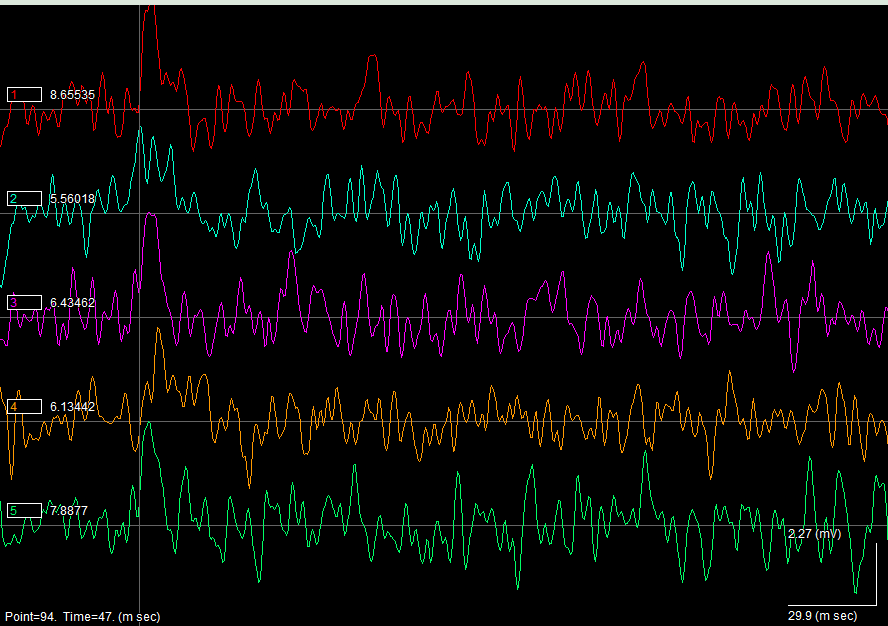 1 8.65535
2 5.56018
3 6.43462
4 6.13442
5 7.8877
2.27 (mV)
29.9 (m sec)
Point=94. Time=47. (m sec)